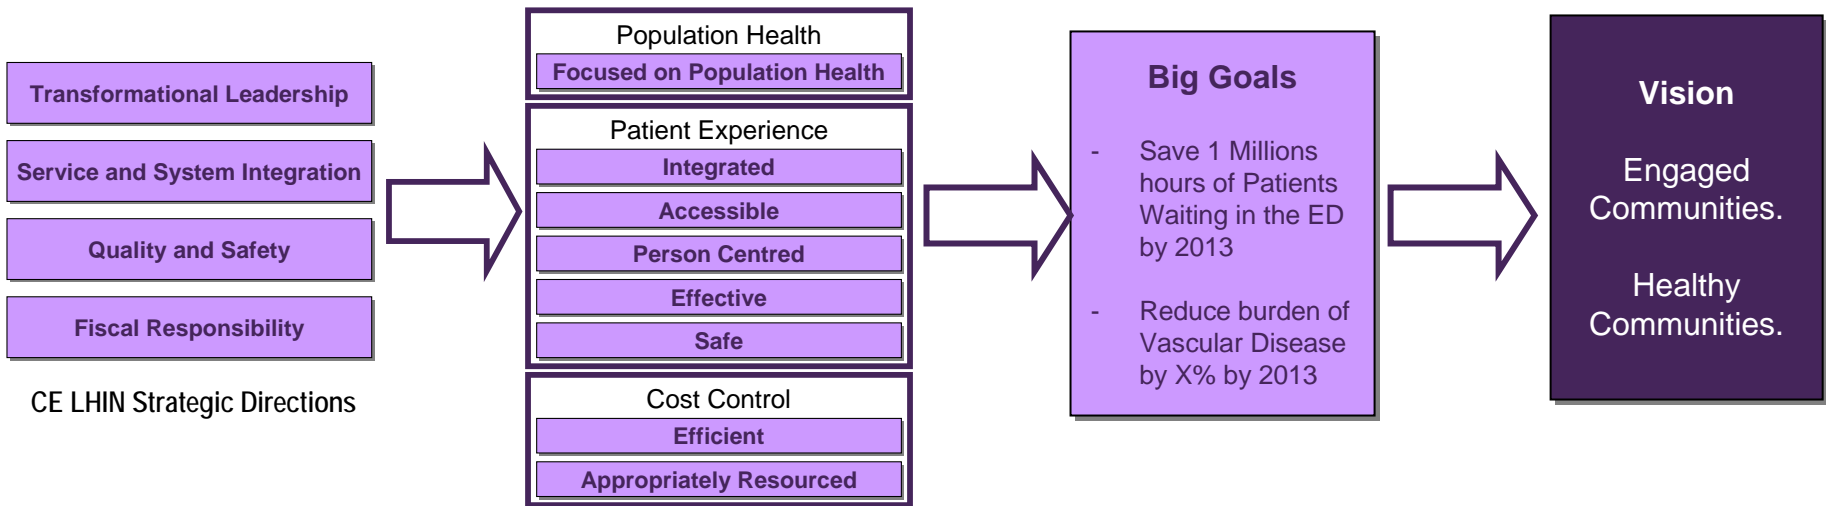 Transformational Leadership
Service and System Integration
Quality and Safety
Fiscal Responsibility
CE LHIN Strategic Directions
Population Health
Focused on Population Health
Patient Experience
Integrated
Accessible
Person Centred
Effective
Safe
Cost Control
Efficient
Appropriately Resourced
Big Goals
- Save 1 Millions
hours of Patients
Waiting in the ED
by 2013
- Reduce burden of
Vascular Disease
by X% by 2013
Vision
Engaged
Communities.
Healthy
Communities.